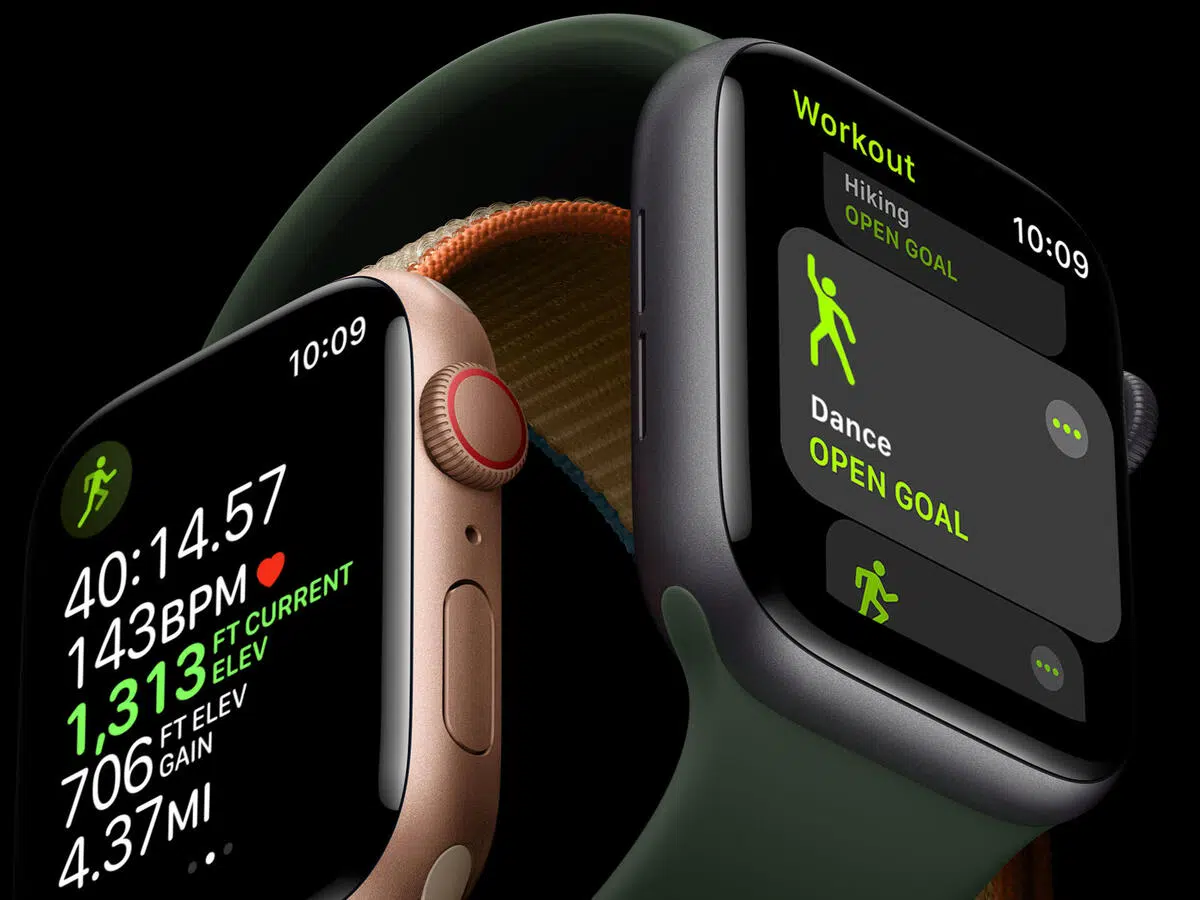 10:09
40:14.57
143BPM
1,313 FT CURRENT
ELEV
706 FT ELEV
GAIN
4.37MI
Workout
Hiking
OPEN GOAL
10:09
Dance
OPEN GOAL